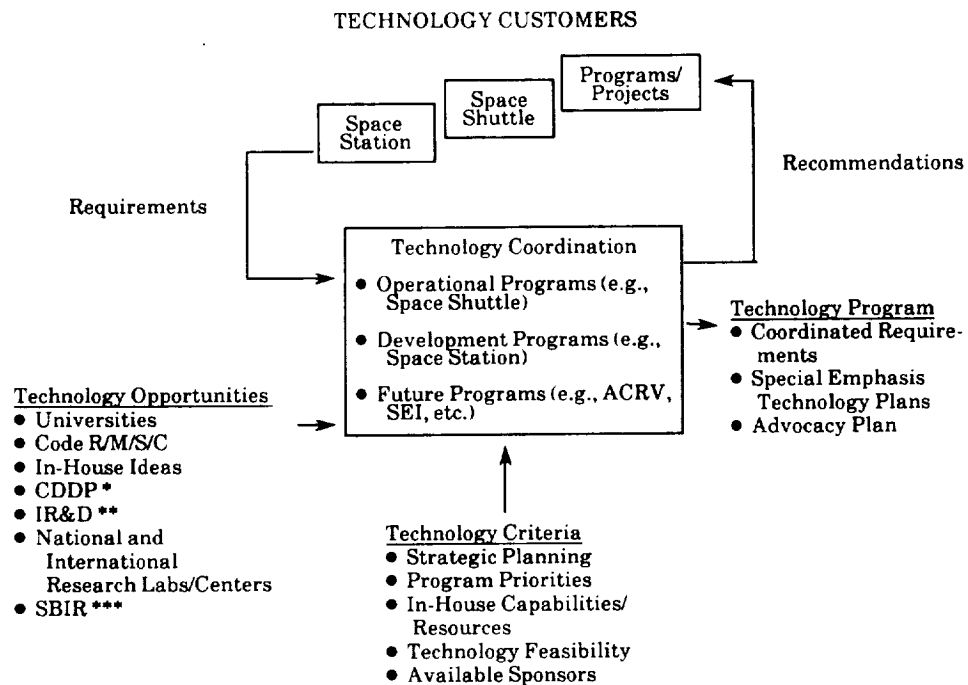 TECHNOLOGY CUSTOMERS
Programs/
Projects
Space
Shuttle
Space
Station
Recommendations
Requirements
Technology Coordination
● Operational Programs (e.g.,
Space Shuttle)
● Development Programs (e.g.,
Space Station)
● Future Programs (e.g., ACRV,
SEI, etc.)
Technology Program
● Coordinated Require-
ments
● Special Emphasis
Technology Plans
● Advocacy Plan
Technology Opportunities
● Universities
● Code R/M/S/C
● In-House Ideas
● CDDP *
● IR&D **
● National and
International
Research Labs/Centers
● SBIR ***
Technology Criteria
● Strategic Planning
● Program Priorities
● In-House Capabilities/
Resources
● Technology Feasibility
● Available Sponsors